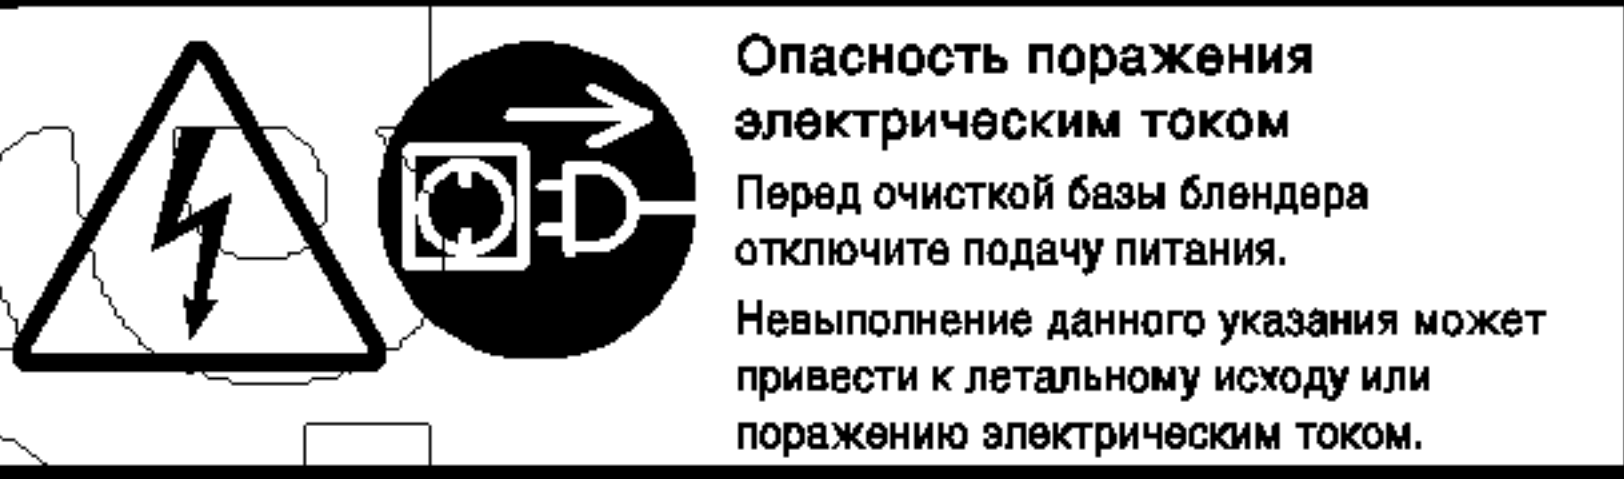 Опасность поражения
электрическим током
Перед очисткой базы блендера
отключите подачу питания.
Невыполнение данного указания может
привести к летальному исходу или
поражению электрическим током.